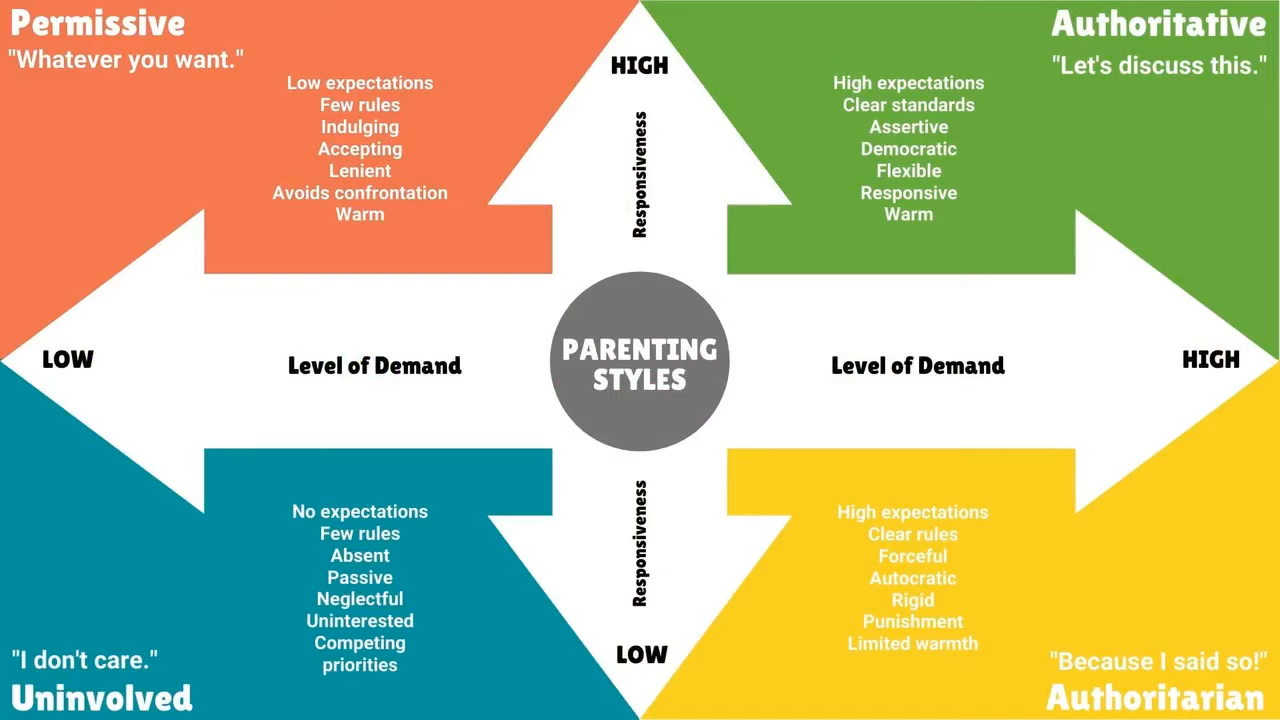 Permissive
"Whatever you want."
Low expectations
Few rules
Indulging
Accepting
Lenient
Avoids confrontation
Warm
HIGH
Responsiveness
Authoritative
"Let's discuss this."
High expectations
Clear standards
Assertive
Democratic
Flexible
Responsive
Warm
LOW
Level of Demand
PARENTING
STYLES
Level of Demand
HIGH
No expectations
Few rules
Absent
Passive
Neglectful
Uninterested
Competing
priorities
"I don't care."
Uninvolved
Responsiveness
LOW
High expectations
Clear rules
Forceful
Autocratic
Rigid
Punishment
Limited warmth
"Because I said so!"
Authoritarian